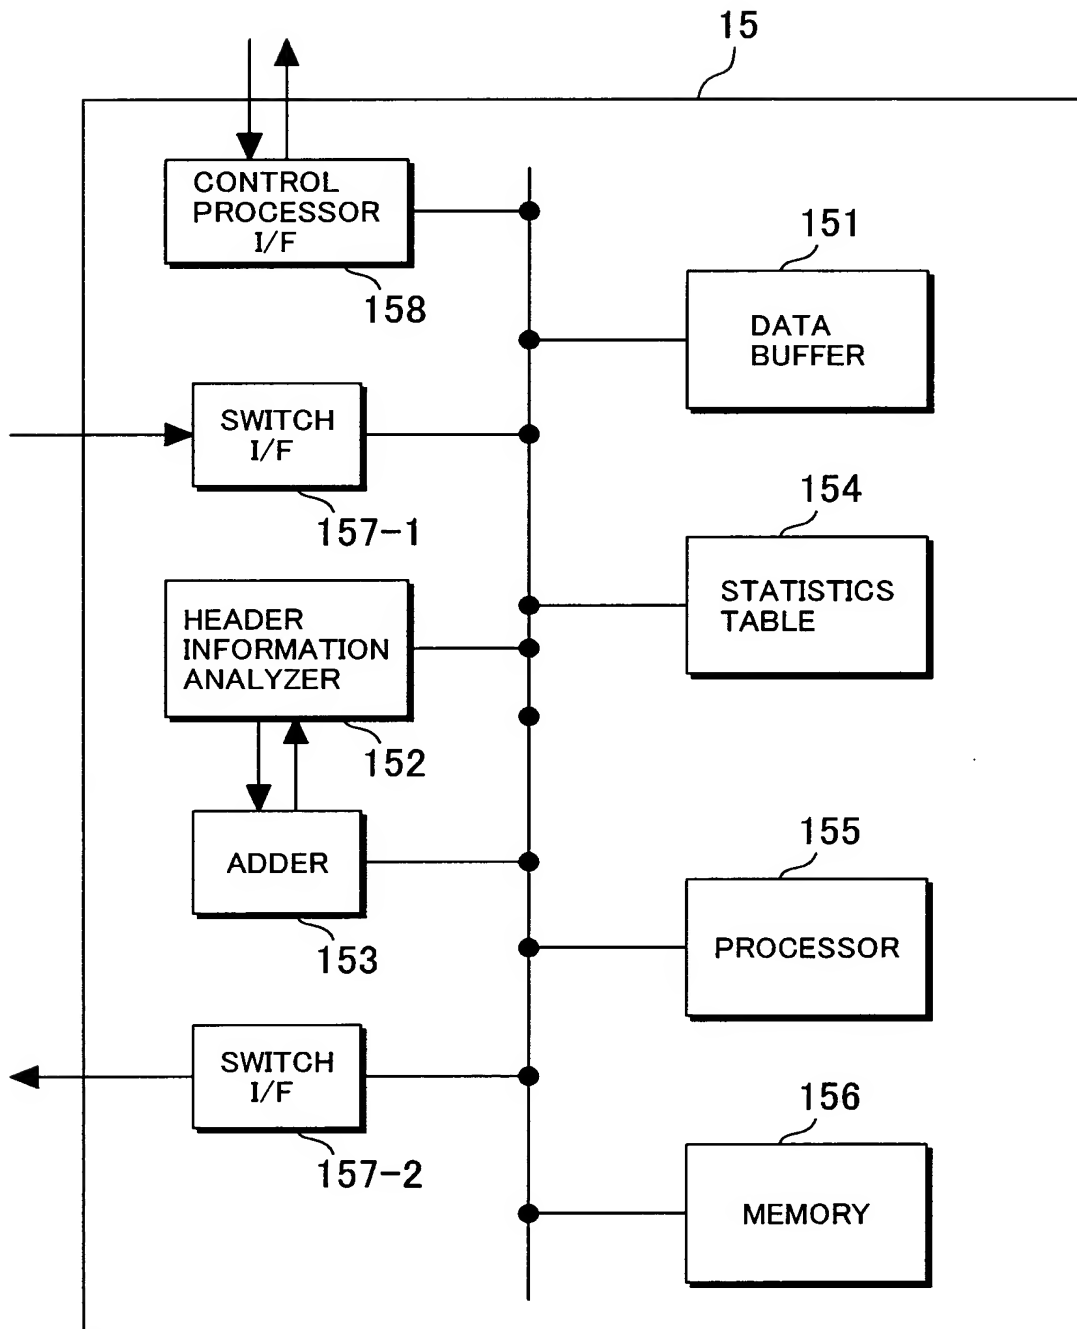 15
CONTROL
PROCESSOR
I/F
158
151
DATA
BUFFER
SWITCH
I/F
157-1
154
STATISTICS
TABLE
HEADER
INFORMATION
ANALYZER
152
ADDER
153
155
PROCESSOR
SWITCH
I/F
157-2
156
MEMORY